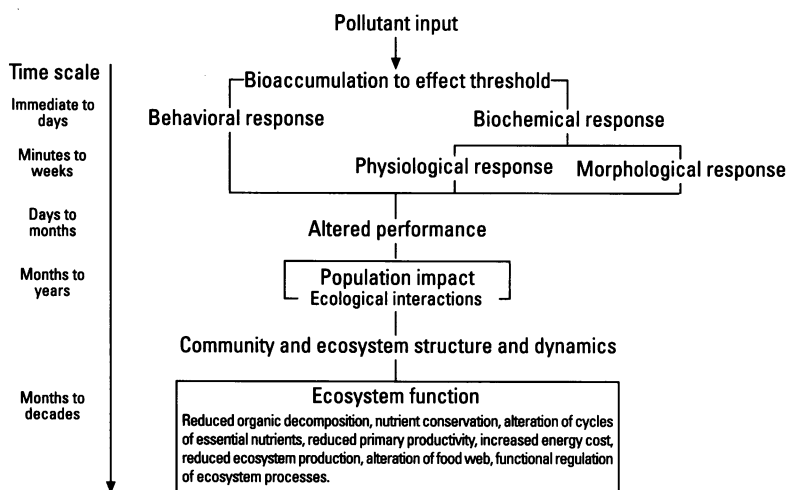 Pollutant input
Time scale
Bioaccumulation to effect threshold
Immediate to
days
Behavioral response
Biochemical response
Minutes to
weeks
Physiological response
Morphological response
Days to
months
Altered performance
Months to
years
Population impact
Ecological interactions
Community and ecosystem structure and dynamics
Months to
decades
Ecosystem function
Reduced organic decomposition, nutrient conservation, alteration of cycles
of essential nutrients, reduced primary productivity, increased energy cost,
reduced ecosystem production, alteration of food web, functional regulation
of ecosystem processes.